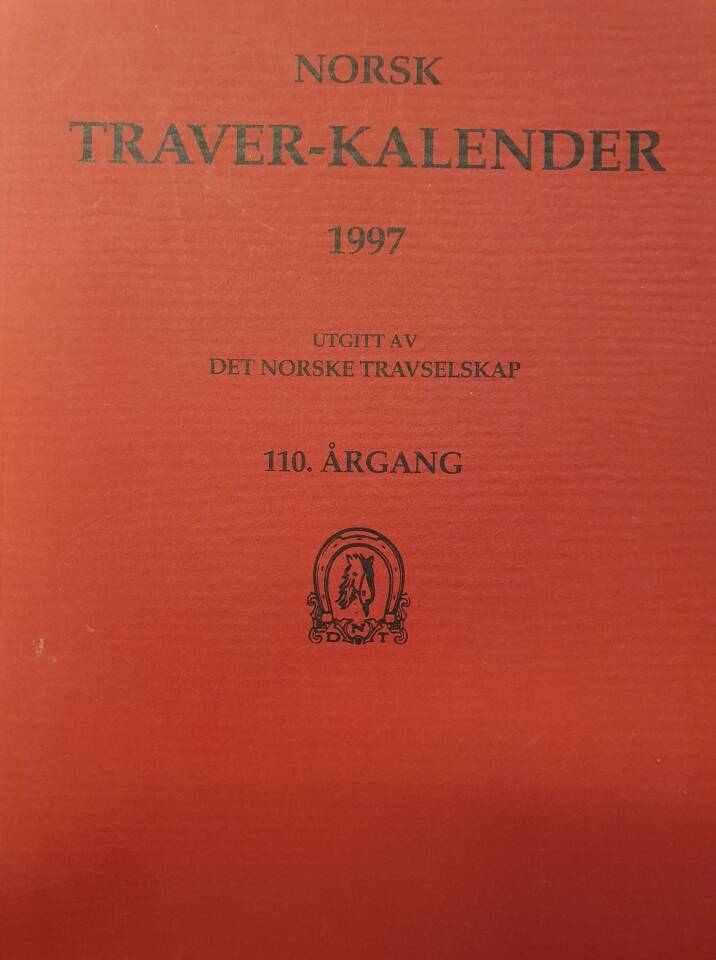 NORSK
TRAVER-KALENDER
1997
UTGITT AV
DET NORSKE TRAVSELSKAP
110. ÅRGANG
D N T